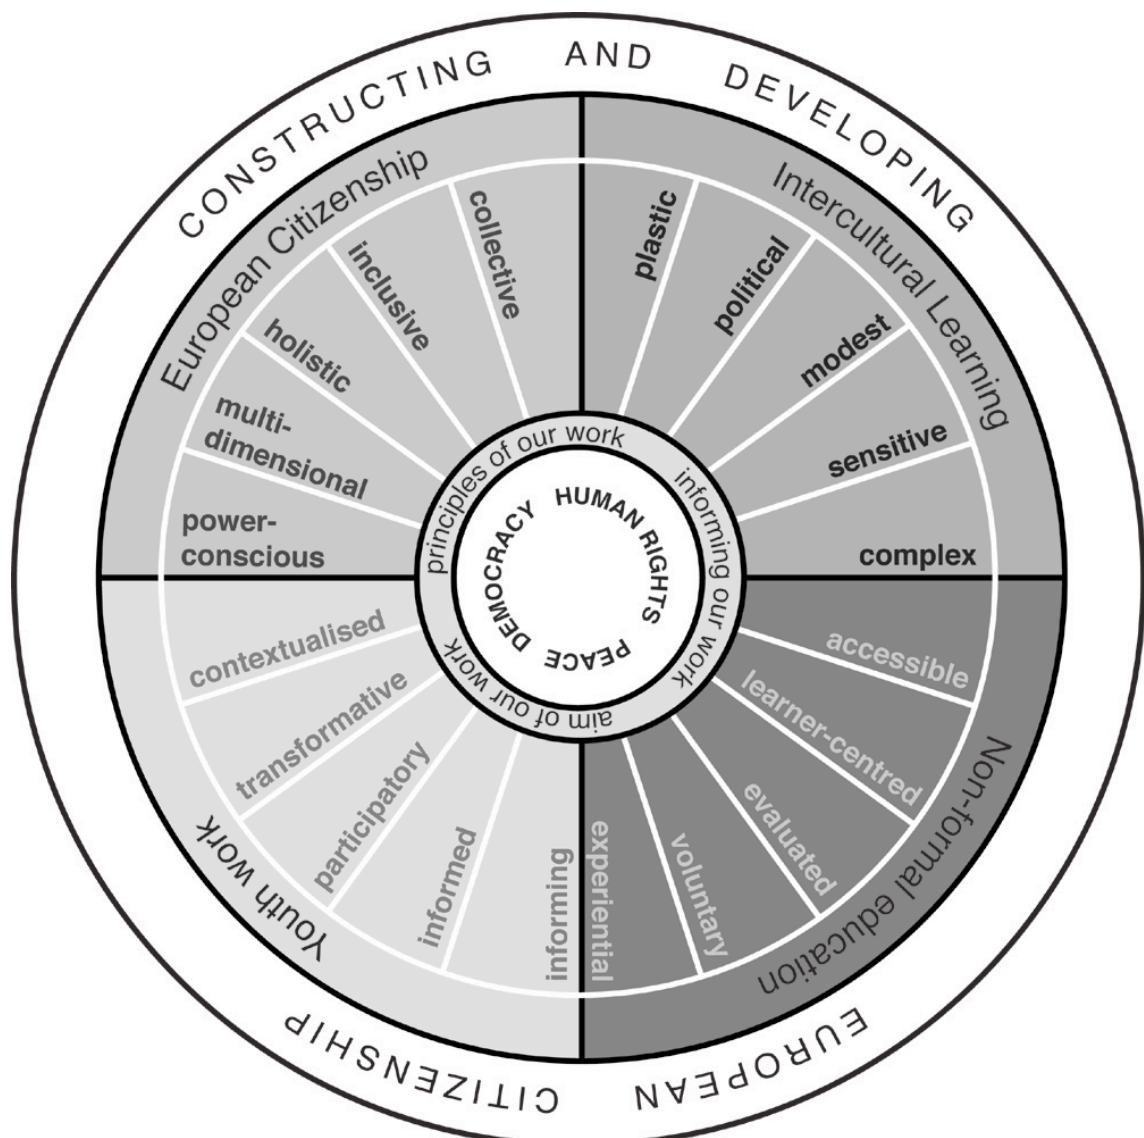 CONSTRUCTING AND DEVELOPING
EUROPEAN CITIZENSHIP
European Citizenship
collective
inclusive
holistic
multi-
dimensional
power-
conscious
Intercultural Learning
plastic
political
modest
sensitive
complex
Non-formal education
accessible
learner-centred
evaluated
voluntary
experiential
Youth work
informing
informed
participatory
transformative
contextualised
principles of our work
informing our work
aim of our work
HUMAN RIGHTS
PEACE
DEMOCRACY